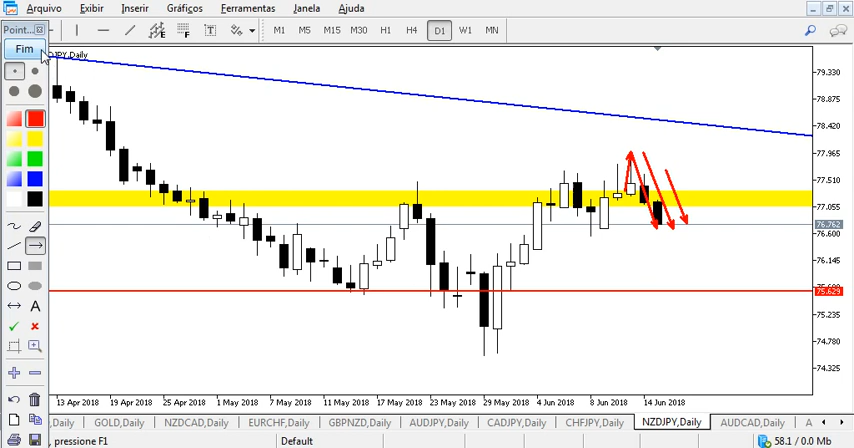 Arquivo Exibir Inserir Gráficos Ferramentas Janela Ajuda
Point...
E F T M1 M5 M15 M30 H1 H4 D1 W1 MN
Fim
DJPY,Daily
79.330
78.875
78.420
77.965
77.510
77.055
76.762
76.600
76.145
75.629
75.235
74.780
74.325
A
13 Apr 2018 19 Apr 2018 25 Apr 2018 1 May 2018 7 May 2018 11 May 2018 17 May 2018 23 May 2018 29 May 2018 4 Jun 2018 8 Jun 2018 14 Jun 2018
Y,Daily GOLD,Daily NZDCAD,Daily EURCHF,Daily GBPNZD,Daily AUDJPY,Daily CADJPY,Daily CHFJPY,Daily NZDJPY,Daily AUDCAD,Daily A
, pressione F1 Default 58.1 / 0.0 Mb